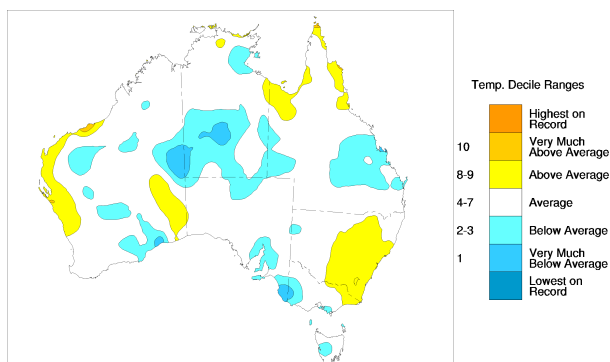 Temp. Decile Ranges
Highest on
Record
10
Very Much
Above Average
8-9
Above Average
4-7
Average
2-3
Below Average
1
Very Much
Below Average
Lowest on
Record